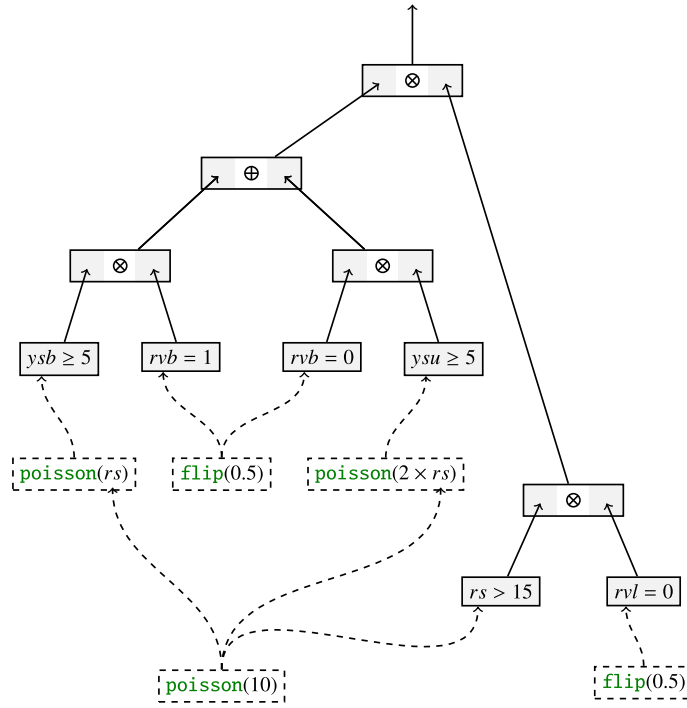 ⊗
⊕
⊗ ⊗
ysb ≥ 5 rvb = 1 rvb = 0 ysu ≥ 5
poisson(rs) flip(0.5) poisson(2 × rs)
⊗
rs > 15 rvl = 0
poisson(10) flip(0.5)